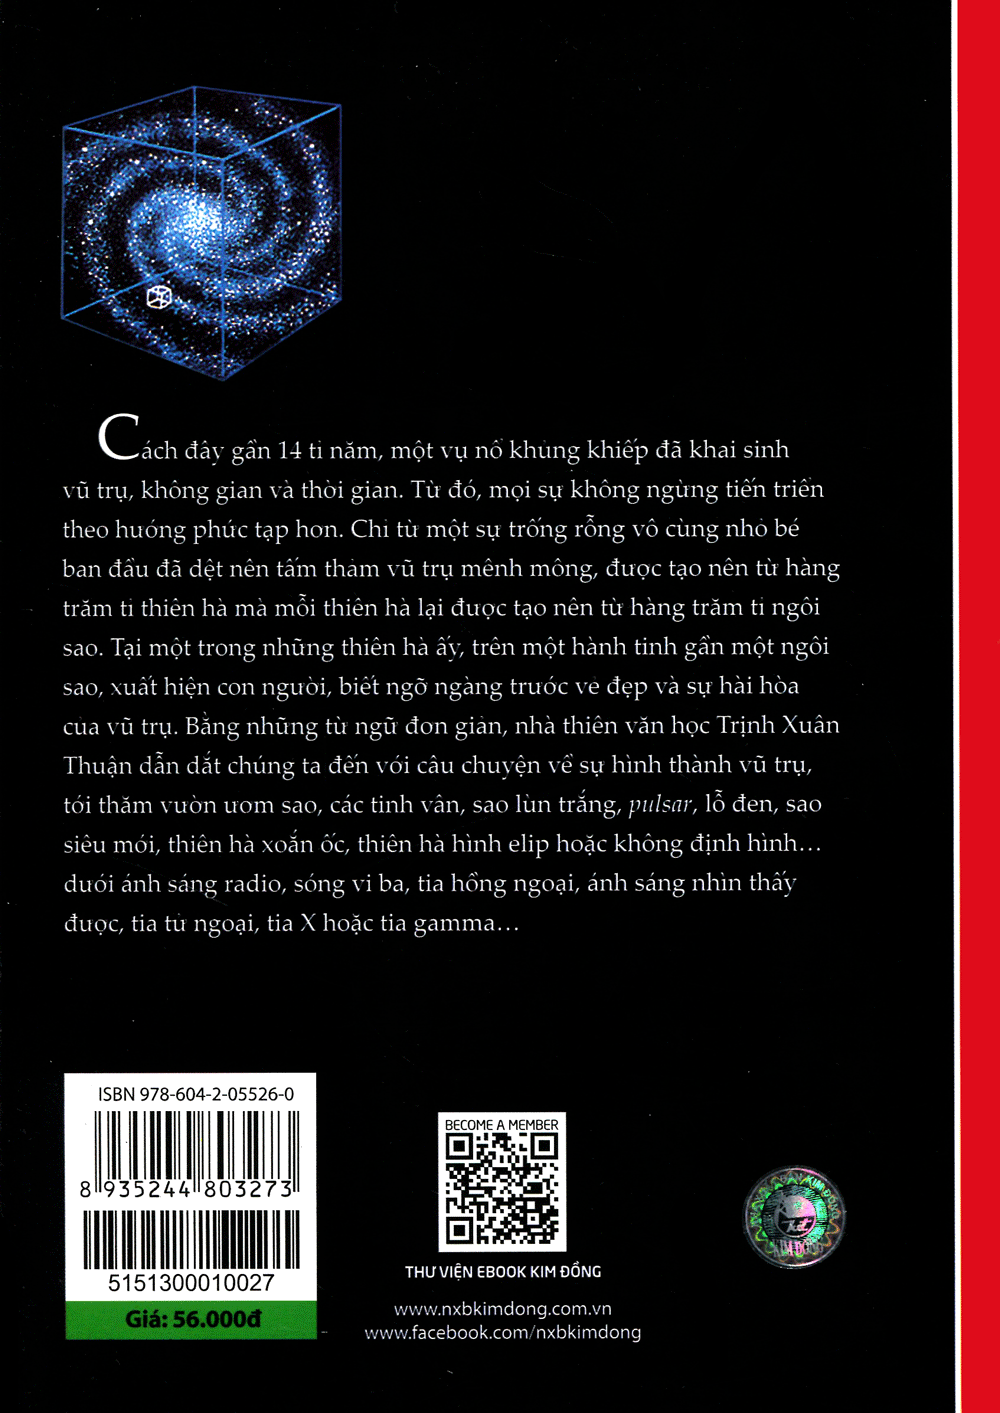 Cách đây gần 14 tỉ năm, một vụ nổ khủng khiếp đã khai sinh
vũ trụ, không gian và thời gian. Từ đó, mọi sự không ngừng tiến triển
theo hướng phức tạp hơn. Chỉ từ một sự trống rỗng vô cùng nhỏ bé
ban đầu đã dệt nên tấm thảm vũ trụ mênh mông, được tạo nên từ hàng
trăm tỉ thiên hà mà mỗi thiên hà lại được tạo nên từ hàng trăm tỉ ngôi
sao. Tại một trong những thiên hà ấy, trên một hành tinh gần một ngôi
sao, xuất hiện con người, biết ngỡ ngàng trước vẻ đẹp và sự hài hòa
của vũ trụ. Bằng những từ ngữ đơn giản, nhà thiên văn học Trịnh Xuân
Thuận dẫn dắt chúng ta đến với câu chuyện về sự hình thành vũ trụ,
tới thăm vườn ươm sao, các tinh vân, sao lùn trắng, pulsar, lỗ đen, sao
siêu mới, thiên hà xoắn ốc, thiên hà hình elip hoặc không định hình...
dưới ánh sáng radio, sóng vi ba, tia hồng ngoại, ánh sáng nhìn thấy
được, tia tử ngoại, tia X hoặc tia gamma...
ISBN 978-604-2-05526-0
8 935244 803273
5151300010027
Giá: 56.000đ
BECOME A MEMBER
THƯ VIỆN EBOOK KIM ĐỒNG
www.nxbkimdong.com.vn
www.facebook.com/nxbkimdong
KIM ĐỒNG